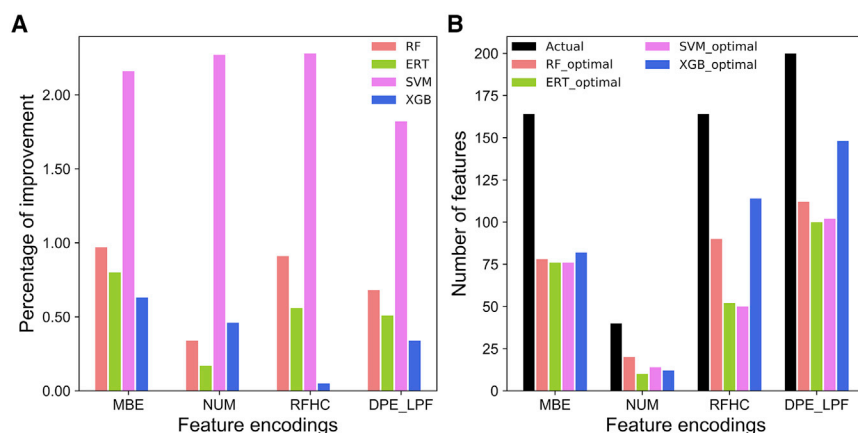 A
Percentage of improvement
2.00
1.50
1.00
0.50
0.00
RF
ERT
SVM
XGB
MBE NUM RFHC DPE_LPF
Feature encodings
B
Number of features
200
175
150
125
100
75
50
25
0
Actual
RF_optimal
ERT_optimal
SVM_optimal
XGB_optimal
MBE NUM RFHC DPE_LPF
Feature encodings